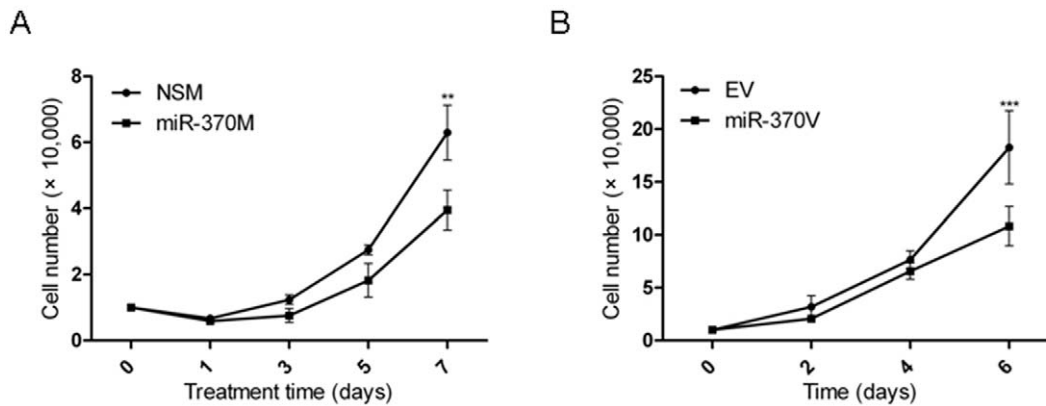 A
NSM
miR-370M
**
Cell number (× 10,000)
8
6
4
2
0
0 1 3 5 7
Treatment time (days)
B
EV
miR-370V
***
Cell number (× 10,000)
25
20
15
10
5
0
0 2 4 6
Time (days)